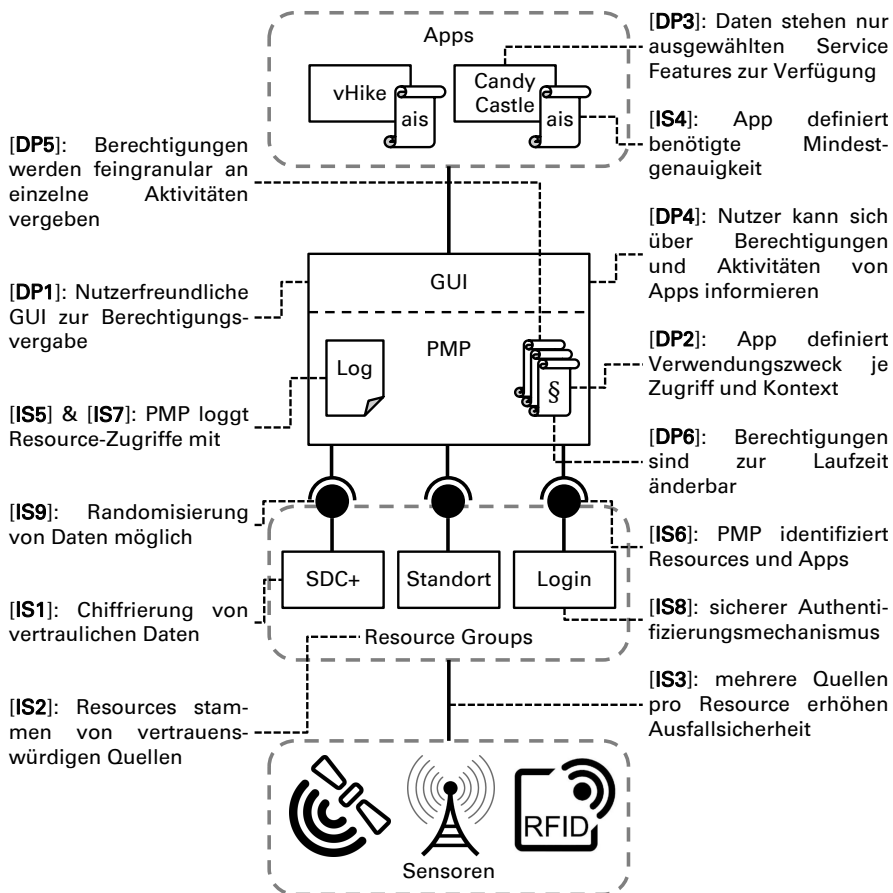 Apps
vHike
ais
Candy
Castle
ais
[DP3]: Daten stehen nur
ausgewählten Service
Features zur Verfügung
[IS4]: App definiert
benötigte Mindest-
genauigkeit
[DP5]: Berechtigungen
werden feingranular an
einzelne Aktivitäten
vergeben
[DP4]: Nutzer kann sich
über Berechtigungen
und Aktivitäten von
Apps informieren
[DP1]: Nutzerfreundliche
GUI zur Berechtigungs-
vergabe
GUI
PMP
Log
§
[DP2]: App definiert
Verwendungszweck je
Zugriff und Kontext
[IS5] & [IS7]: PMP loggt
Resource-Zugriffe mit
[DP6]: Berechtigungen
sind zur Laufzeit
änderbar
[IS9]: Randomisierung
von Daten möglich
[IS6]: PMP identifiziert
Resources und Apps
SDC+
Standort
Login
[IS1]: Chiffrierung von
vertraulichen Daten
[IS8]: sicherer Authenti-
fizierungsmechanismus
Resource Groups
[IS2]: Resources stam-
men von vertrauens-
würdigen Quellen
[IS3]: mehrere Quellen
pro Resource erhöhen
Ausfallsicherheit
RFID
Sensoren